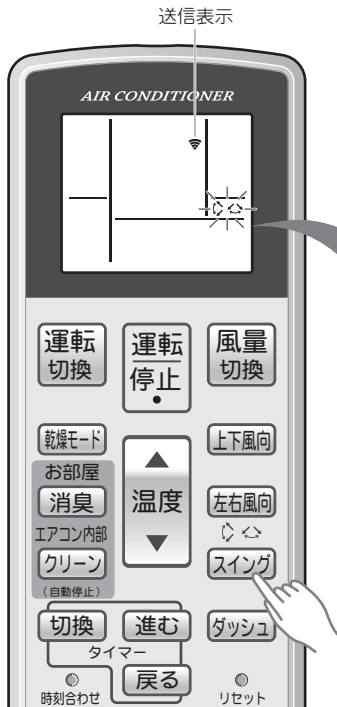 送信表示
AIR CONDITIONER
運転
切換
運転
停止
風量
切換
乾燥モード
上下風向
お部屋
消臭
温度
左右風向
エアコン内部
クリーン
スイング
(自動停止)
切換
進む
ダッシュ
タイマー
戻る
時刻合わせ
リセット